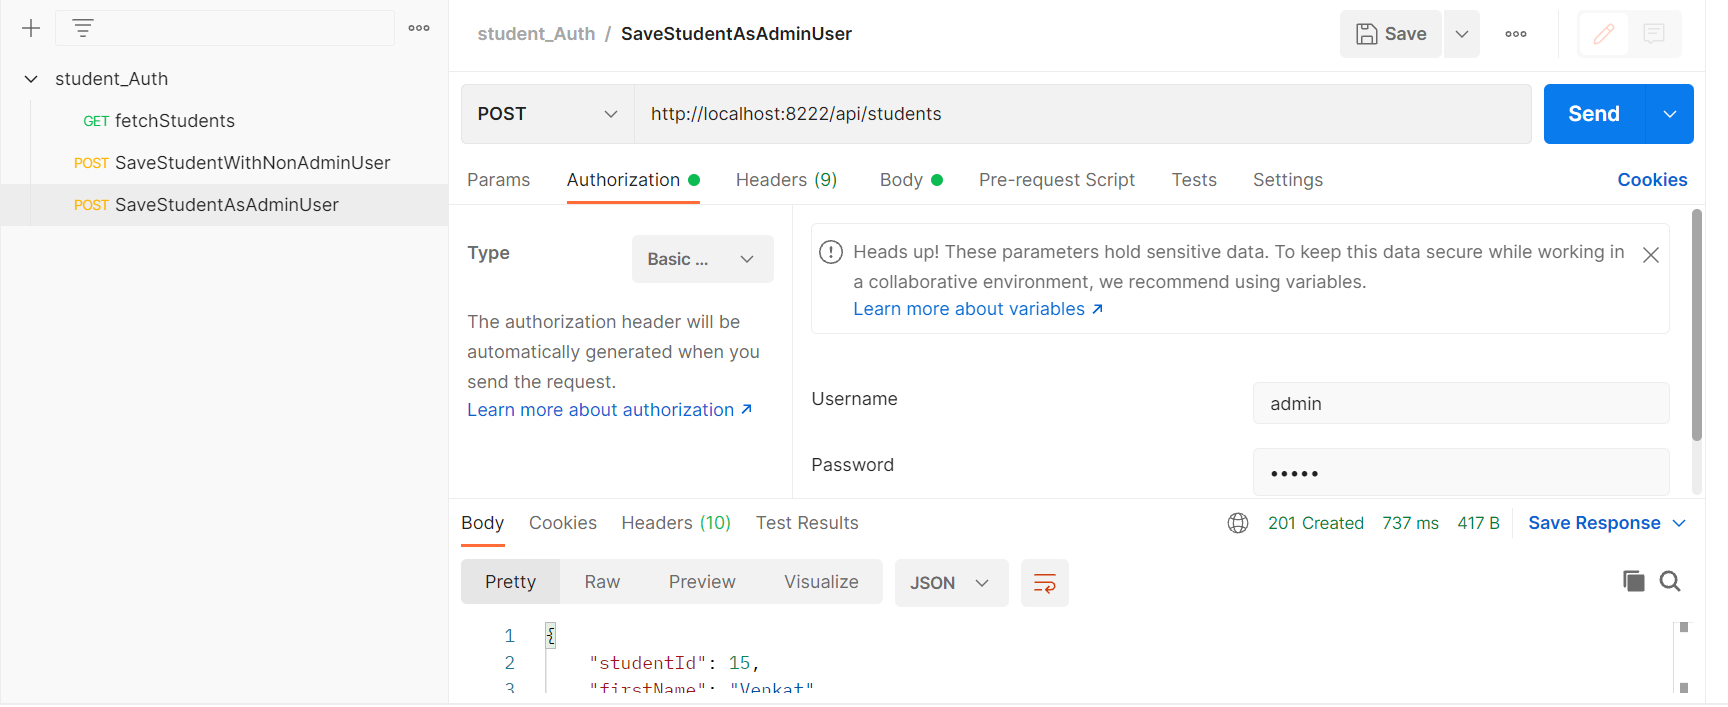 student_Auth / SaveStudentAsAdminUser
Save
student_Auth
GET fetchStudents
POST SaveStudentWithNonAdminUser
POST SaveStudentAsAdminUser
POST http://localhost:8222/api/students
Send
Params Authorization Headers (9) Body Pre-request Script Tests Settings Cookies
Type Basic ...
The authorization header will be
automatically generated when you
send the request.
Learn more about authorization ↗
Heads up! These parameters hold sensitive data. To keep this data secure while working in
a collaborative environment, we recommend using variables.
Learn more about variables ↗
Username admin
Password •••••
Body Cookies Headers (10) Test Results 201 Created 737 ms 417 B Save Response
Pretty Raw Preview Visualize JSON
1 {
2 "studentId": 15,
3 "firstName": "Venkat"